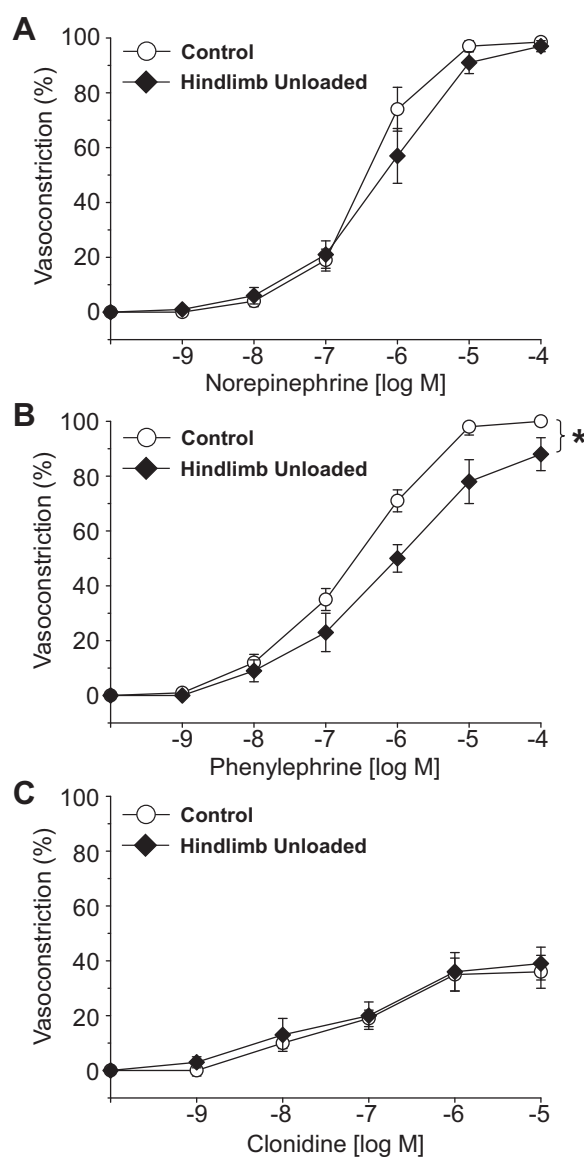 A
Control
Hindlimb Unloaded
Vasoconstriction (%)
100
80
60
40
20
0
-9 -8 -7 -6 -5 -4
Norepinephrine [log M]
B
Control
Hindlimb Unloaded
*
Vasoconstriction (%)
100
80
60
40
20
0
-9 -8 -7 -6 -5 -4
Phenylephrine [log M]
C
Control
Hindlimb Unloaded
Vasoconstriction (%)
100
80
60
40
20
0
-9 -8 -7 -6 -5
Clonidine [log M]